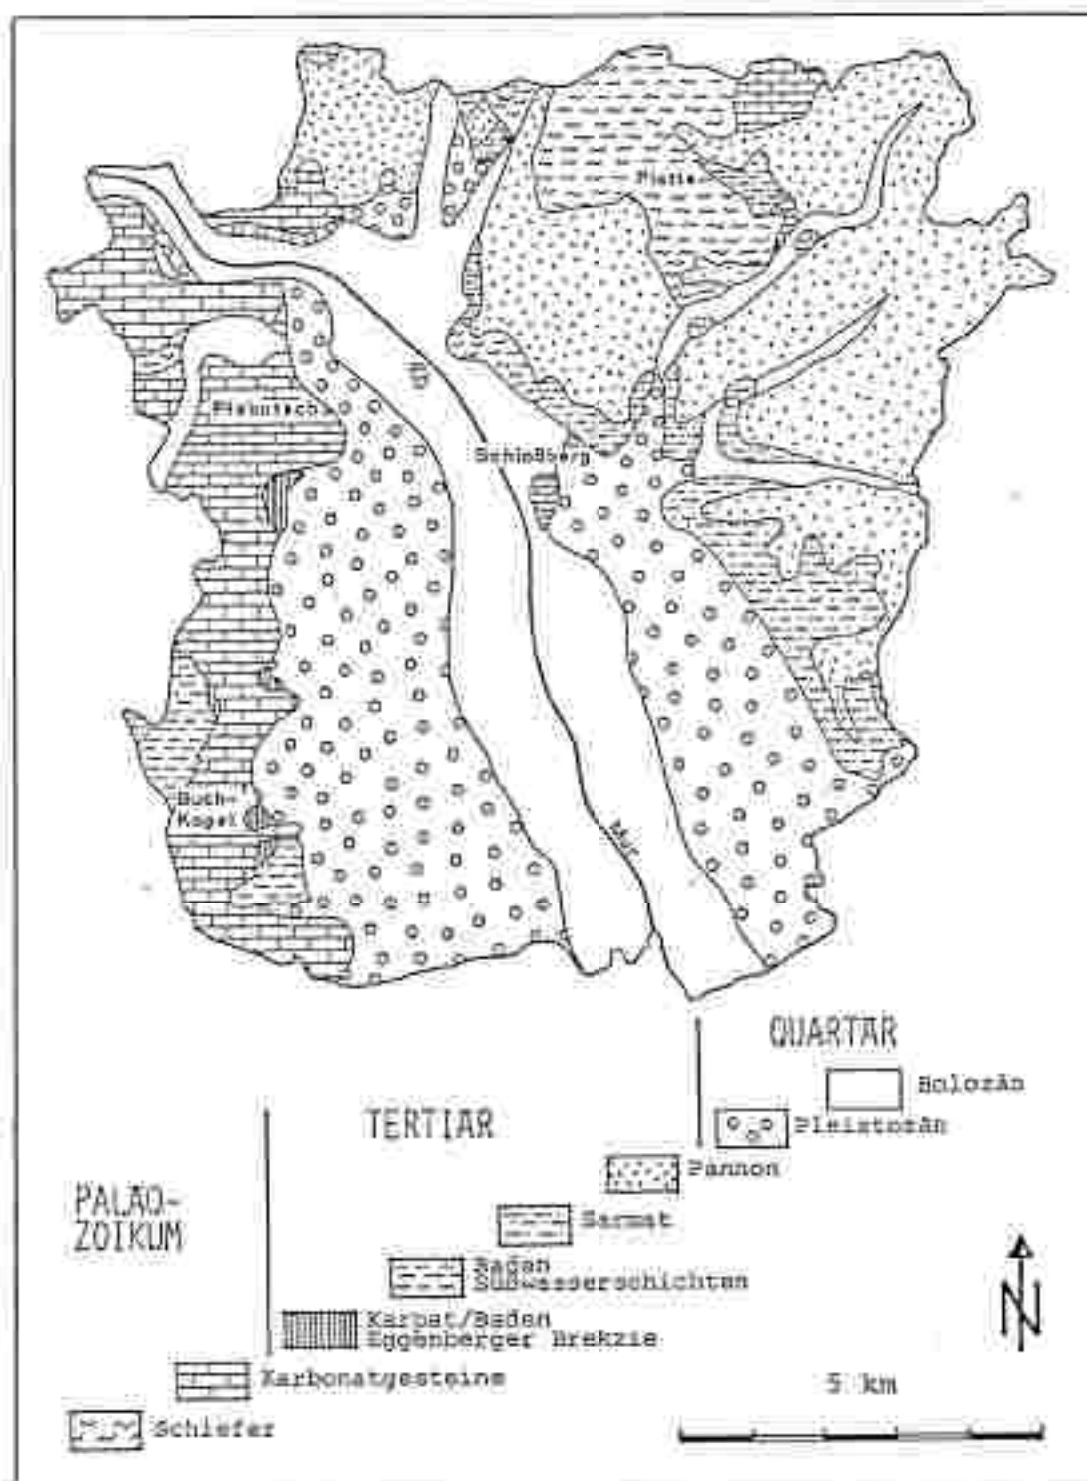 Platte
Plabutsch
Schloßberg
Buch-
Kogel
Mur
QUARTÄR
Holozän
Pleistozän
TERTIÄR
Pannon
Sarmat
PALÄO-
ZOIKUM
Baden
Süßwasserschichten
Karpat/Baden
Eggenberger Brekzie
Karbonatgesteine
Schiefer
N
5 km